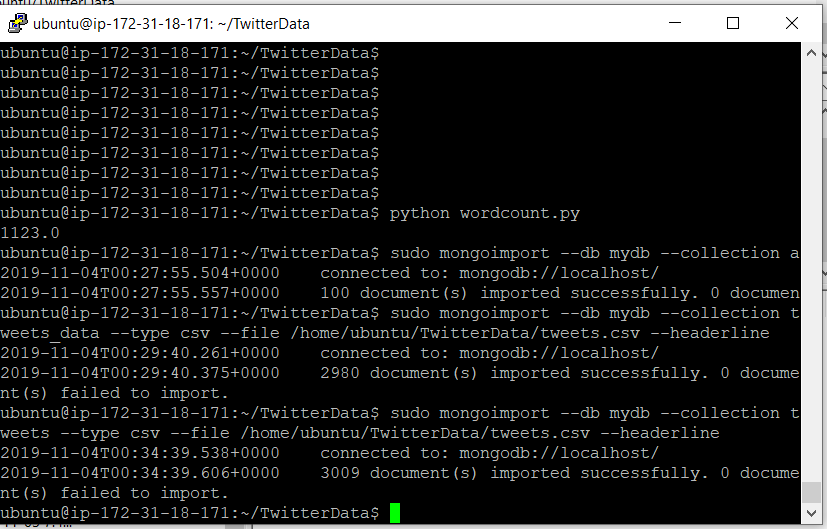 ubuntu@ip-172-31-18-171: ~/TwitterData
ubuntu@ip-172-31-18-171:~/TwitterData$
ubuntu@ip-172-31-18-171:~/TwitterData$
ubuntu@ip-172-31-18-171:~/TwitterData$
ubuntu@ip-172-31-18-171:~/TwitterData$
ubuntu@ip-172-31-18-171:~/TwitterData$
ubuntu@ip-172-31-18-171:~/TwitterData$
ubuntu@ip-172-31-18-171:~/TwitterData$
ubuntu@ip-172-31-18-171:~/TwitterData$
ubuntu@ip-172-31-18-171:~/TwitterData$ python wordcount.py
1123.0
ubuntu@ip-172-31-18-171:~/TwitterData$ sudo mongoimport --db mydb --collection a
2019-11-04T00:27:55.504+0000    connected to: mongodb://localhost/
2019-11-04T00:27:55.557+0000    100 document(s) imported successfully. 0 documen
ubuntu@ip-172-31-18-171:~/TwitterData$ sudo mongoimport --db mydb --collection t
weets_data --type csv --file /home/ubuntu/TwitterData/tweets.csv --headerline
2019-11-04T00:29:40.261+0000    connected to: mongodb://localhost/
2019-11-04T00:29:40.375+0000    2980 document(s) imported successfully. 0 docume
nt(s) failed to import.
ubuntu@ip-172-31-18-171:~/TwitterData$ sudo mongoimport --db mydb --collection t
weets --type csv --file /home/ubuntu/TwitterData/tweets.csv --headerline
2019-11-04T00:34:39.538+0000    connected to: mongodb://localhost/
2019-11-04T00:34:39.606+0000    3009 document(s) imported successfully. 0 docume
nt(s) failed to import.
ubuntu@ip-172-31-18-171:~/TwitterData$